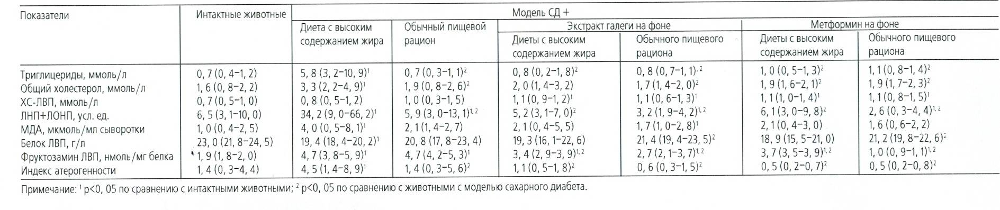 Показатели Интактные животные Модель СД +
Диета с высоким содержанием жира Обычный пищевой рацион Экстракт галеги на фоне Метформин на фоне
Диеты с высоким содержанием жира Обычного пищевого рациона Диеты с высоким содержанием жира Обычного пищевого рациона
Триглицериды, ммоль/л 0, 7 (0, 4–1, 2) 5, 8 (3, 2–10, 9)¹ 0, 7 (0, 3–1, 1)² 0, 8 (0, 2–1, 8)² 0, 8 (0, 7–1, 1)˒² 1, 0 (0, 5–1, 3)² 1, 1 (0, 8–1, 4)²
Общий холестерол, ммоль/л 1, 6 (0, 8–2, 2) 3, 3 (2, 2–4, 9)¹ 1, 9 (0, 8–2, 6)² 2, 0 (1, 4–3, 2) 1, 7 (1, 4–2, 0)² 1, 9 (1, 6–2, 1)² 1, 9 (1, 7–2, 3)²
ХС-ЛВП, ммоль/л 0, 7 (0, 5–1, 0) 0, 8 (0, 5–1, 2) 1, 0 (0, 3–1, 5) 1, 1 (0, 9–1, 2)¹ 1, 1 (0, 6–1, 3)¹ 1, 1 (1, 0–1, 4)¹ 1, 1 (0, 8–1, 5)¹
ЛНП+ЛОНП, усл. ед. 6, 5 (3, 1–10, 0) 34, 2 (9, 0–66, 2)¹ 5, 9 (3, 0–13, 1)¹˒² 5, 2 (3, 1–7, 0)² 3, 2 (1, 9–4, 2)¹˒² 6, 1 (3, 0–9, 8)² 2, 6 (0, 3–4, 4)¹˒²
МДА, мкмоль/мл сыворотки 1, 0 (0, 4–2, 5) 4, 0 (0, 5–8, 1)¹ 2, 1 (1, 4–2, 7) 2, 1 (0, 4–5, 5) 1, 7 (1, 0–2, 8)¹ 2, 1 (0, 4–3, 0) 1, 6 (0, 6–2, 2)
Белок ЛВП, г/л 23, 0 (21, 8–24, 5) 19, 4 (18, 4–20, 2)¹ 20, 8 (17, 8–23, 4) 19, 3 (16, 1–22, 6) 21, 4 (19, 4–23, 5)² 18, 9 (15, 5–21, 0) 21, 2 (19, 8–22, 6)²
Фруктозамин ЛВП, нмоль/мг белка 1, 9 (1, 8–2, 0) 4, 7 (3, 8–5, 9)¹ 4, 7 (4, 2–5, 3)¹ 3, 4 (2, 9–3, 9)¹˒² 2, 7 (2, 1–3, 7)¹˒² 3, 7 (3, 5–3, 9)¹˒² 1, 0 (0, 9–1, 1)¹˒²
Индекс атерогенности 1, 4 (0, 3–4, 4) 4, 5 (1, 4–8, 9)¹ 1, 4 (0, 3–5, 6)² 1, 1 (0, 5–1, 8)² 0, 6 (0, 3–1, 5)² 0, 5 (0, 2–0, 7)² 0, 5 (0, 2–0, 8)²
Примечание: ¹ p<0, 05 по сравнению с интактными животными; ² p<0, 05 по сравнению с животными с моделью сахарного диабета.